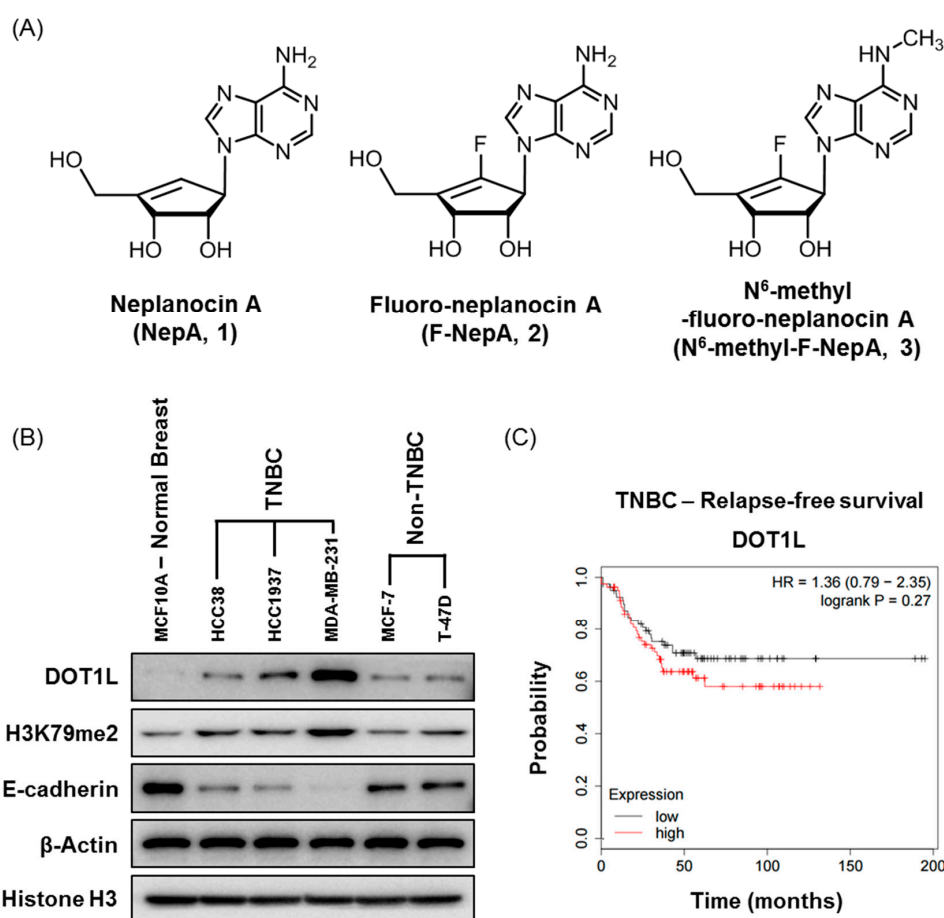 (A)
NH₂
N
N
N
N
HO
HO
OH
Neplanocin A
(NepA, 1)
NH₂
N
N
N
N
F
HO
HO
OH
Fluoro-neplanocin A
(F-NepA, 2)
HN
CH₃
N
N
N
N
F
HO
HO
OH
N⁶-methyl
-fluoro-neplanocin A
(N⁶-methyl-F-NepA, 3)
(B)
MCF10A – Normal Breast
TNBC
Non-TNBC
HCC38
HCC1937
MDA-MB-231
MCF-7
T-47D
DOT1L
H3K79me2
E-cadherin
β-Actin
Histone H3
(C)
TNBC – Relapse-free survival
DOT1L
HR = 1.36 (0.79 − 2.35)
logrank P = 0.27
Probability
1.0
0.8
0.6
0.4
0.2
0.0
Expression
low
high
0
50
100
150
200
Time (months)